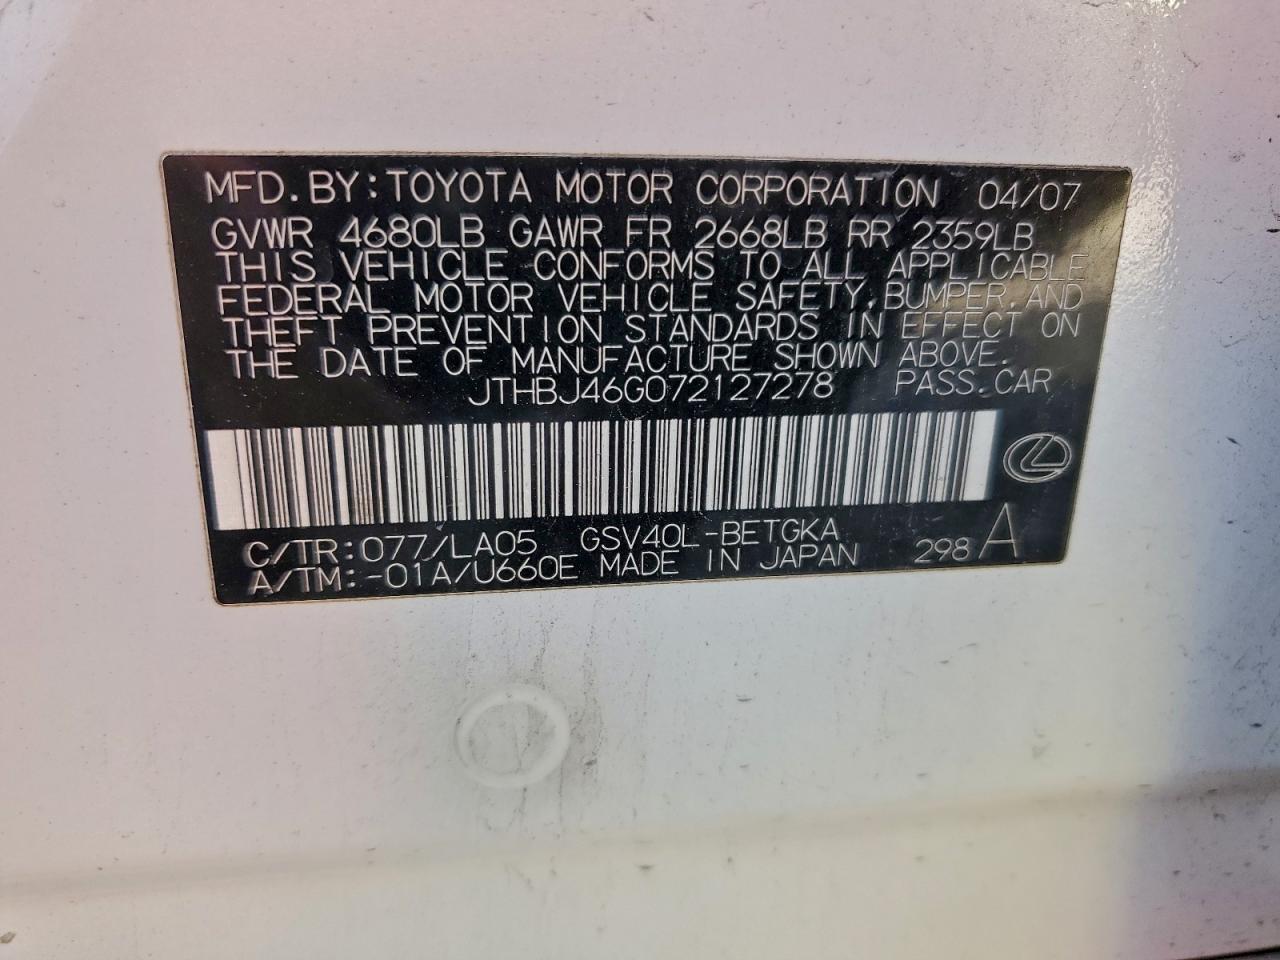 MFD.BY:TOYOTA MOTOR CORPORATION 04/07
GVWR 4680LB GAWR FR 2668LB RR 2359LB
THIS VEHICLE CONFORMS TO ALL APPLICABLE
FEDERAL MOTOR VEHICLE SAFETY,BUMPER,AND
THEFT PREVENTION STANDARDS IN EFFECT ON
THE DATE OF MANUFACTURE SHOWN ABOVE.
JTHBJ46G072127278 PASS.CAR
C/TR:077/LA05 GSV40L-BETGKA
A/TM:-01A/U660E MADE IN JAPAN 298 A